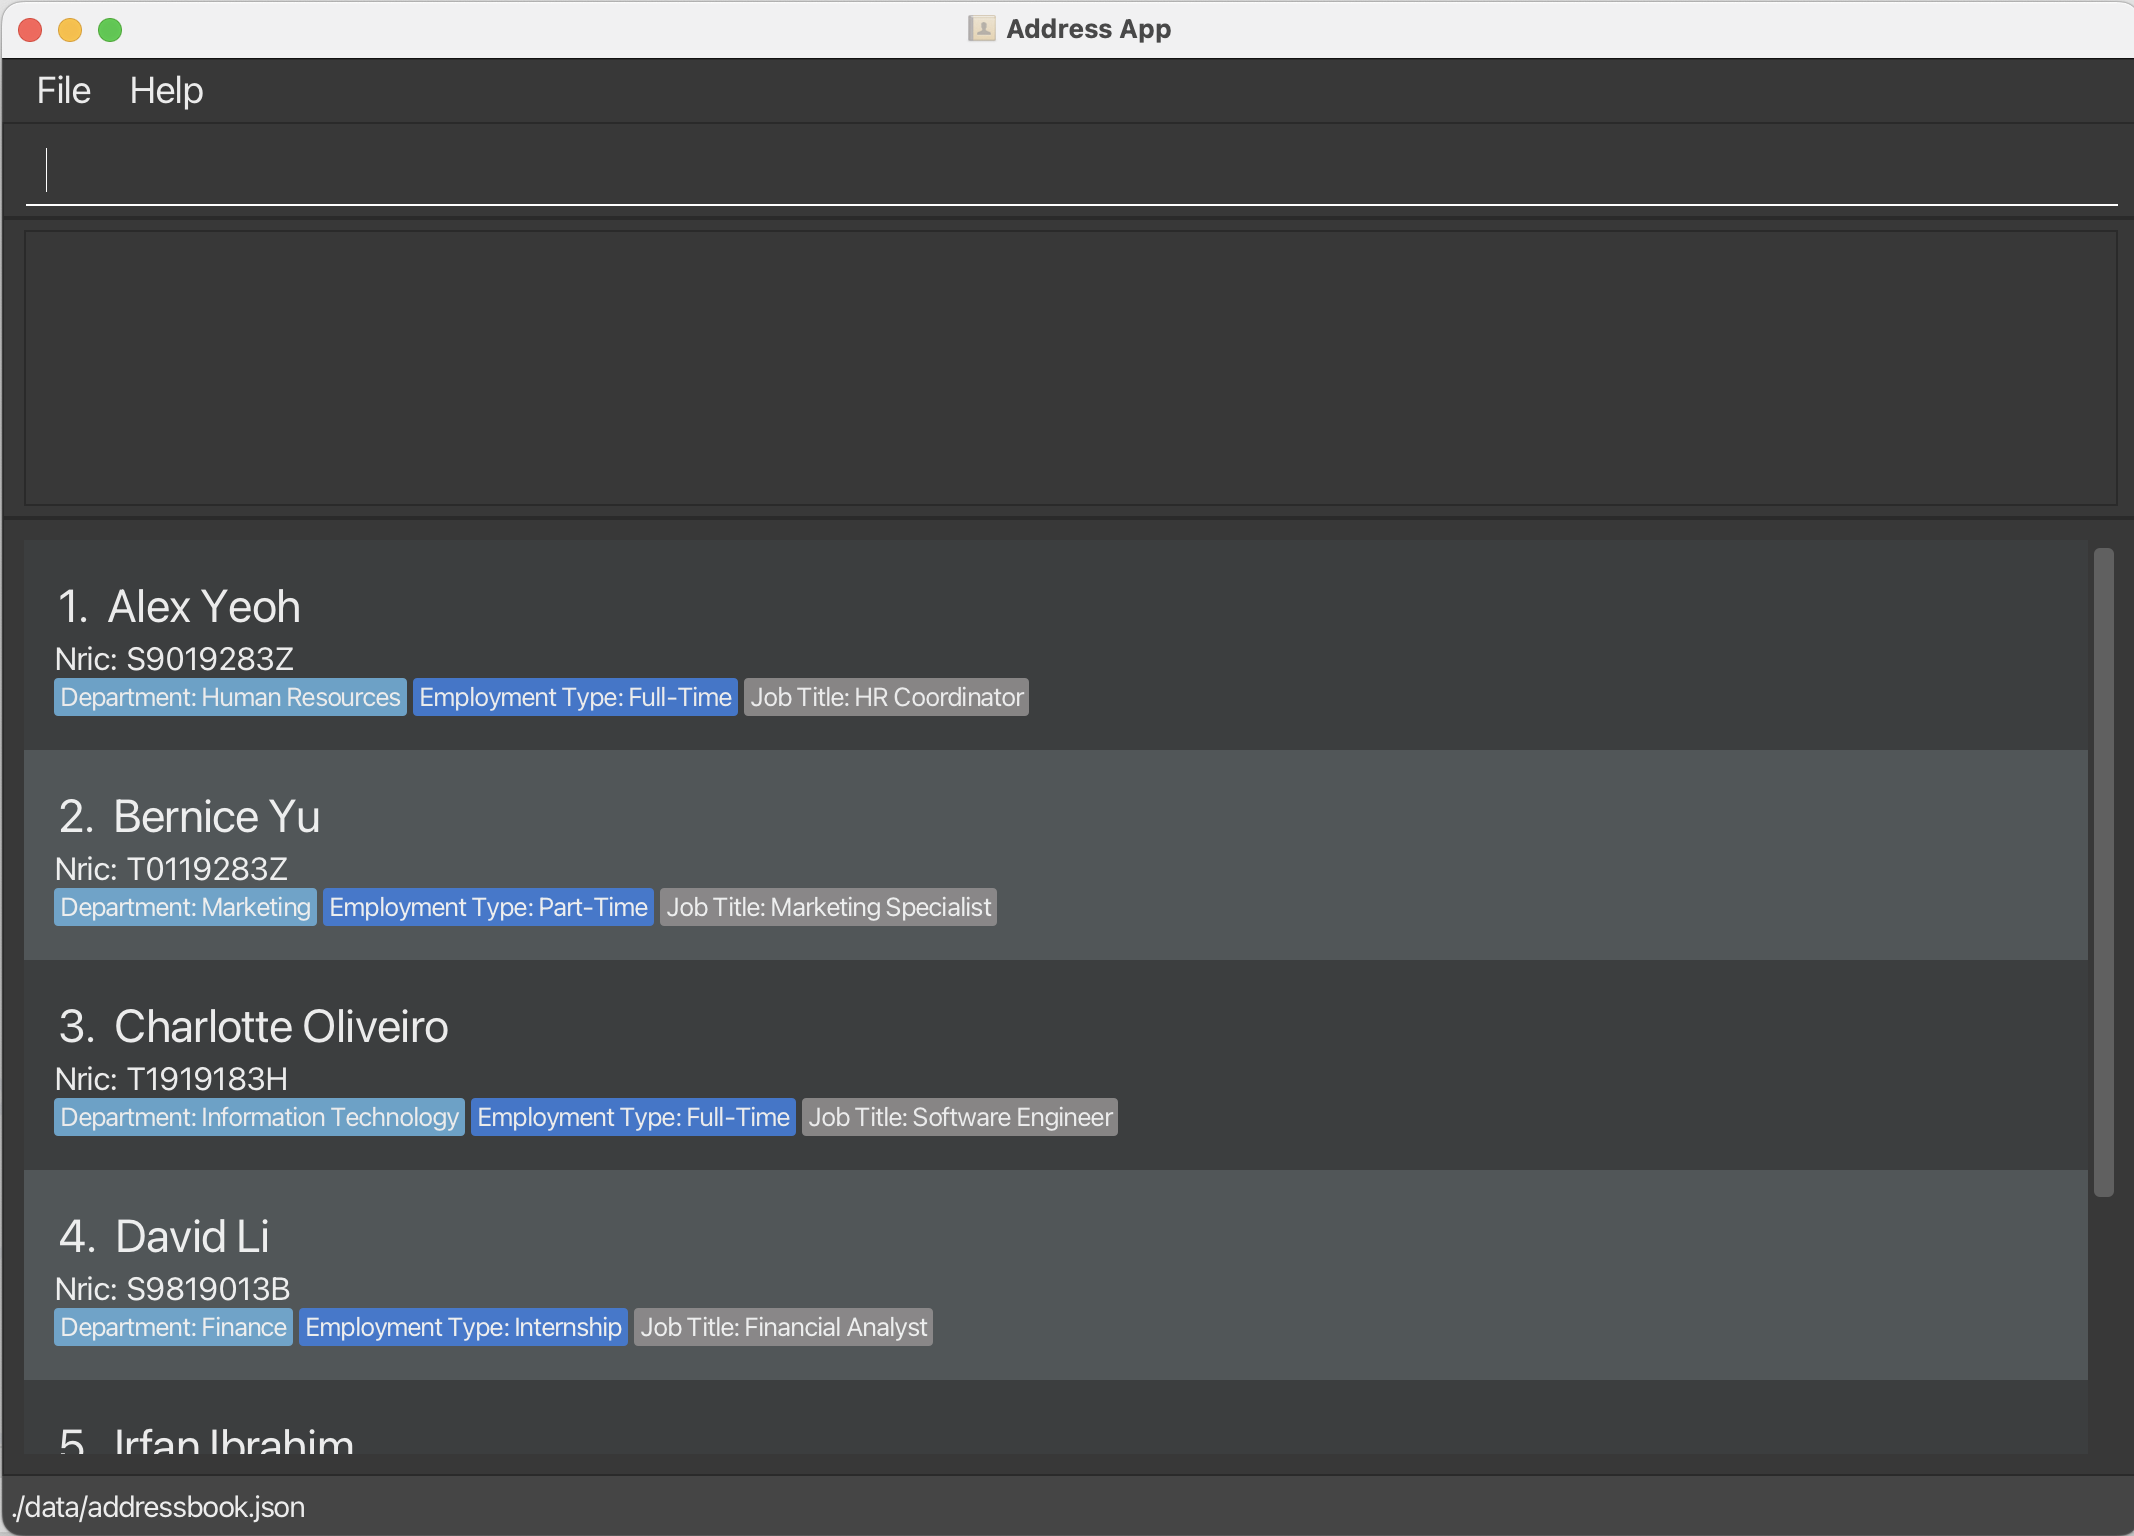 Address App
File Help
1. Alex Yeoh
Nric: S9019283Z
Department: Human Resources Employment Type: Full-Time Job Title: HR Coordinator
2. Bernice Yu
Nric: T0119283Z
Department: Marketing Employment Type: Part-Time Job Title: Marketing Specialist
3. Charlotte Oliveiro
Nric: T1919183H
Department: Information Technology Employment Type: Full-Time Job Title: Software Engineer
4. David Li
Nric: S9819013B
Department: Finance Employment Type: Internship Job Title: Financial Analyst
5. Irfan Ibrahim
./data/addressbook.json